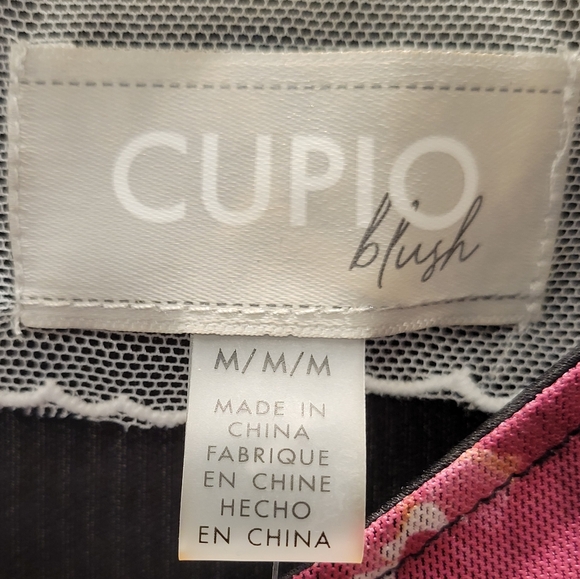 CUPIO
blush
M/M/M
MADE IN
CHINA
FABRIQUE
EN CHINE
HECHO
EN CHINA